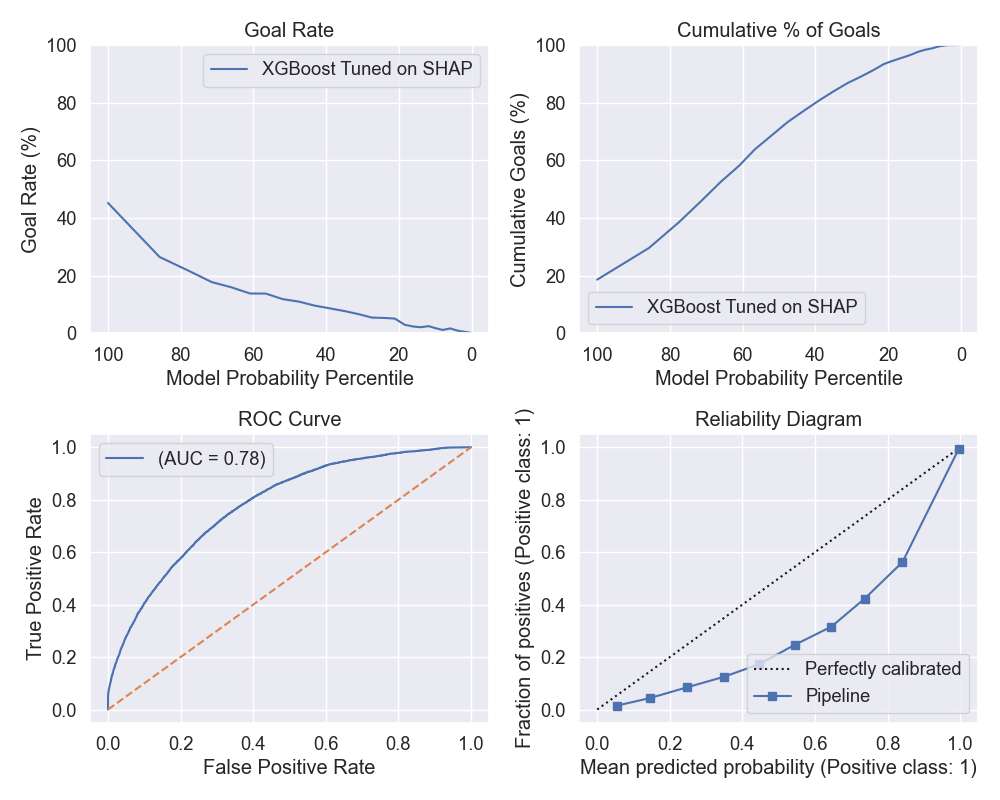 Goal Rate
100
80
60
40
20
0
Goal Rate (%)
XGBoost Tuned on SHAP
100 80 60 40 20 0
Model Probability Percentile
Cumulative % of Goals
100
80
60
40
20
0
Cumulative Goals (%)
XGBoost Tuned on SHAP
100 80 60 40 20 0
Model Probability Percentile
ROC Curve
1.0
0.8
0.6
0.4
0.2
0.0
True Positive Rate
(AUC = 0.78)
0.0 0.2 0.4 0.6 0.8 1.0
False Positive Rate
Reliability Diagram
1.0
0.8
0.6
0.4
0.2
0.0
Fraction of positives (Positive class: 1)
Perfectly calibrated
Pipeline
0.0 0.2 0.4 0.6 0.8 1.0
Mean predicted probability (Positive class: 1)